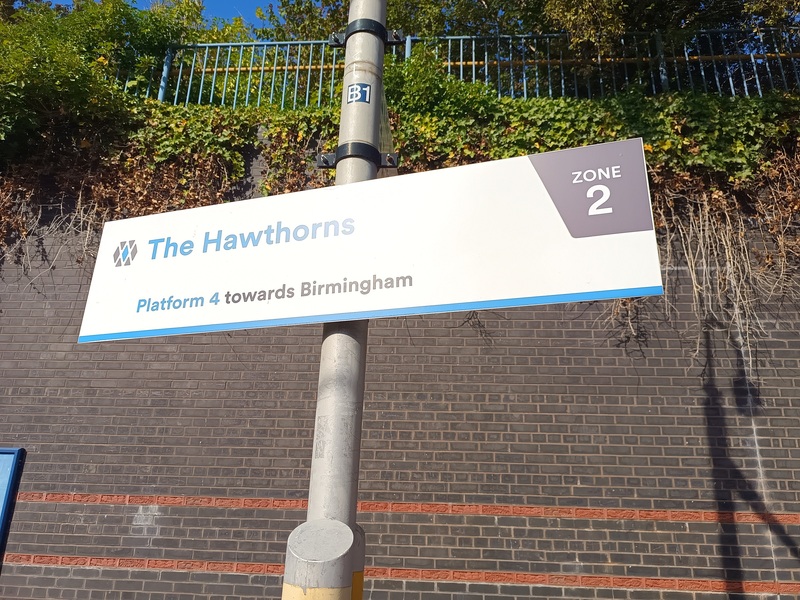 B1
ZONE
2
The Hawthorns
Platform 4 towards Birmingham